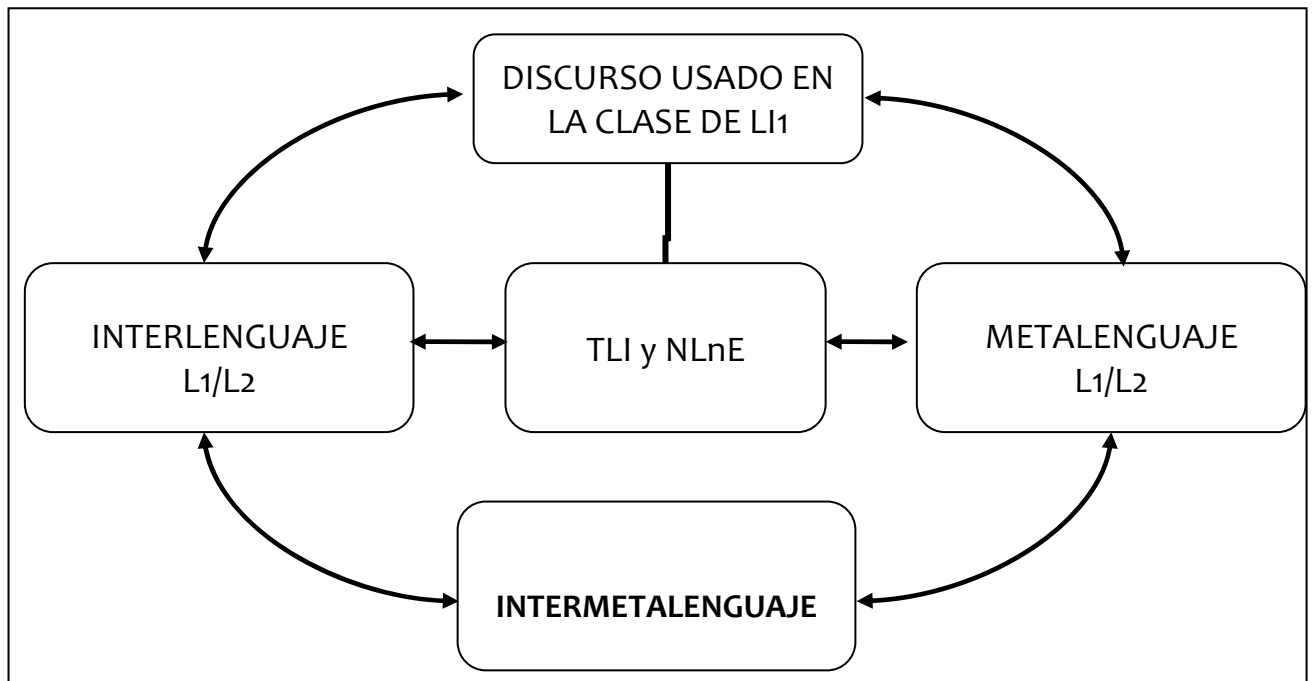 DISCURSO USADO EN
LA CLASE DE LI1
INTERLENGUAJE
L1/L2
TLI y NLnE
METALENGUAJE
L1/L2
INTERMETALENGUAJE